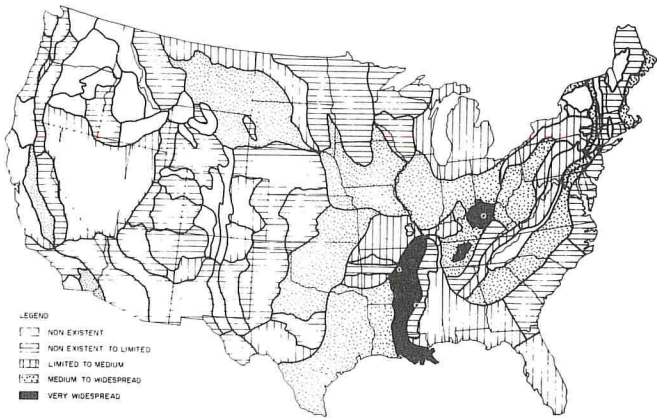 LEGEND
NON EXISTENT
NON EXISTENT TO LIMITED
LIMITED TO MEDIUM
MEDIUM TO WIDESPREAD
VERY WIDESPREAD